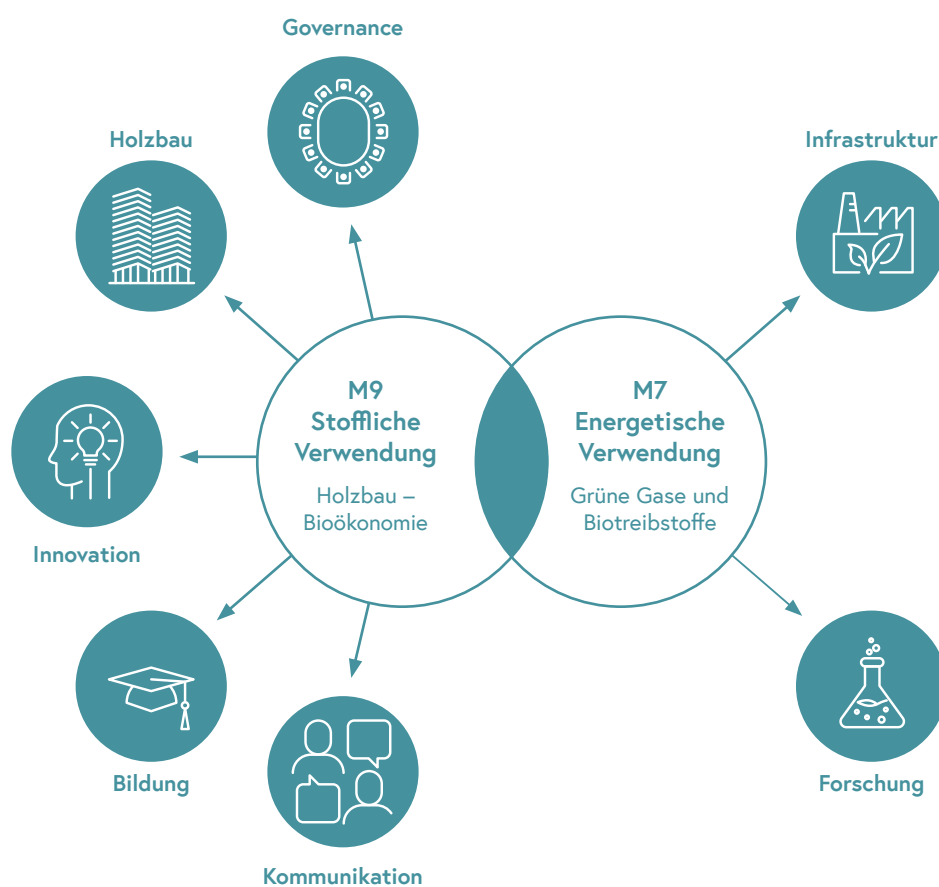 Governance
Holzbau
Infrastruktur
M9
Stoffliche
Verwendung
Holzbau –
Bioökonomie
M7
Energetische
Verwendung
Grüne Gase und
Biotreibstoffe
Innovation
Bildung
Kommunikation
Forschung